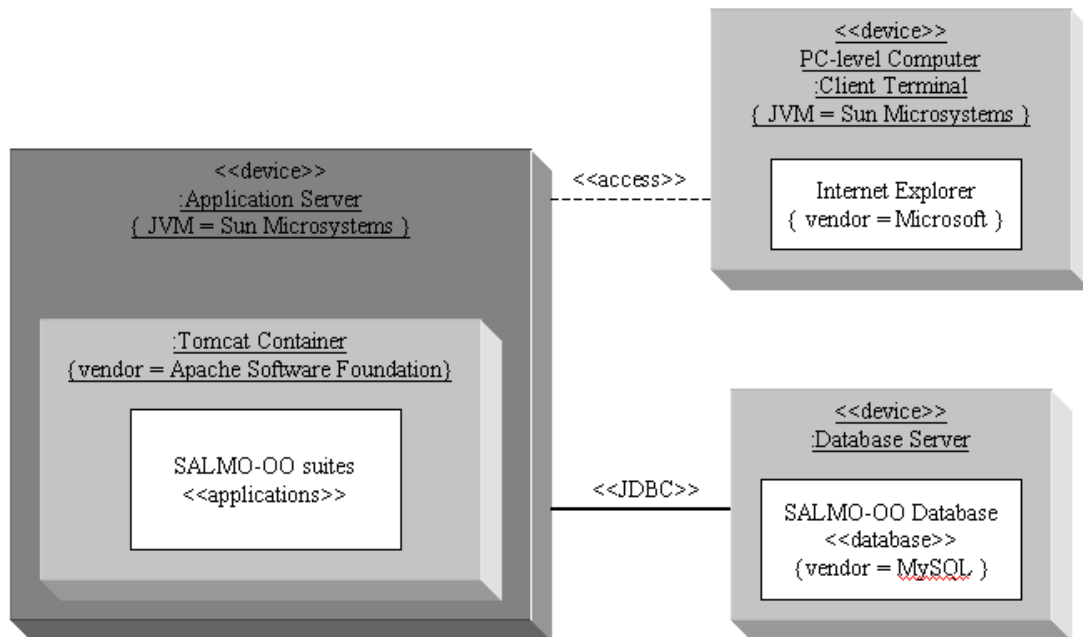 <<device>>
PC-level Computer
:Client Terminal
{ JVM = Sun Microsystems }
Internet Explorer
{ vendor = Microsoft }
<<access>>
<<device>>
:Application Server
{ JVM = Sun Microsystems }
:Tomcat Container
{vendor = Apache Software Foundation}
SALMO-OO suites
<<applications>>
<<JDBC>>
<<device>>
:Database Server
SALMO-OO Database
<<database>>
{vendor = MySQL }